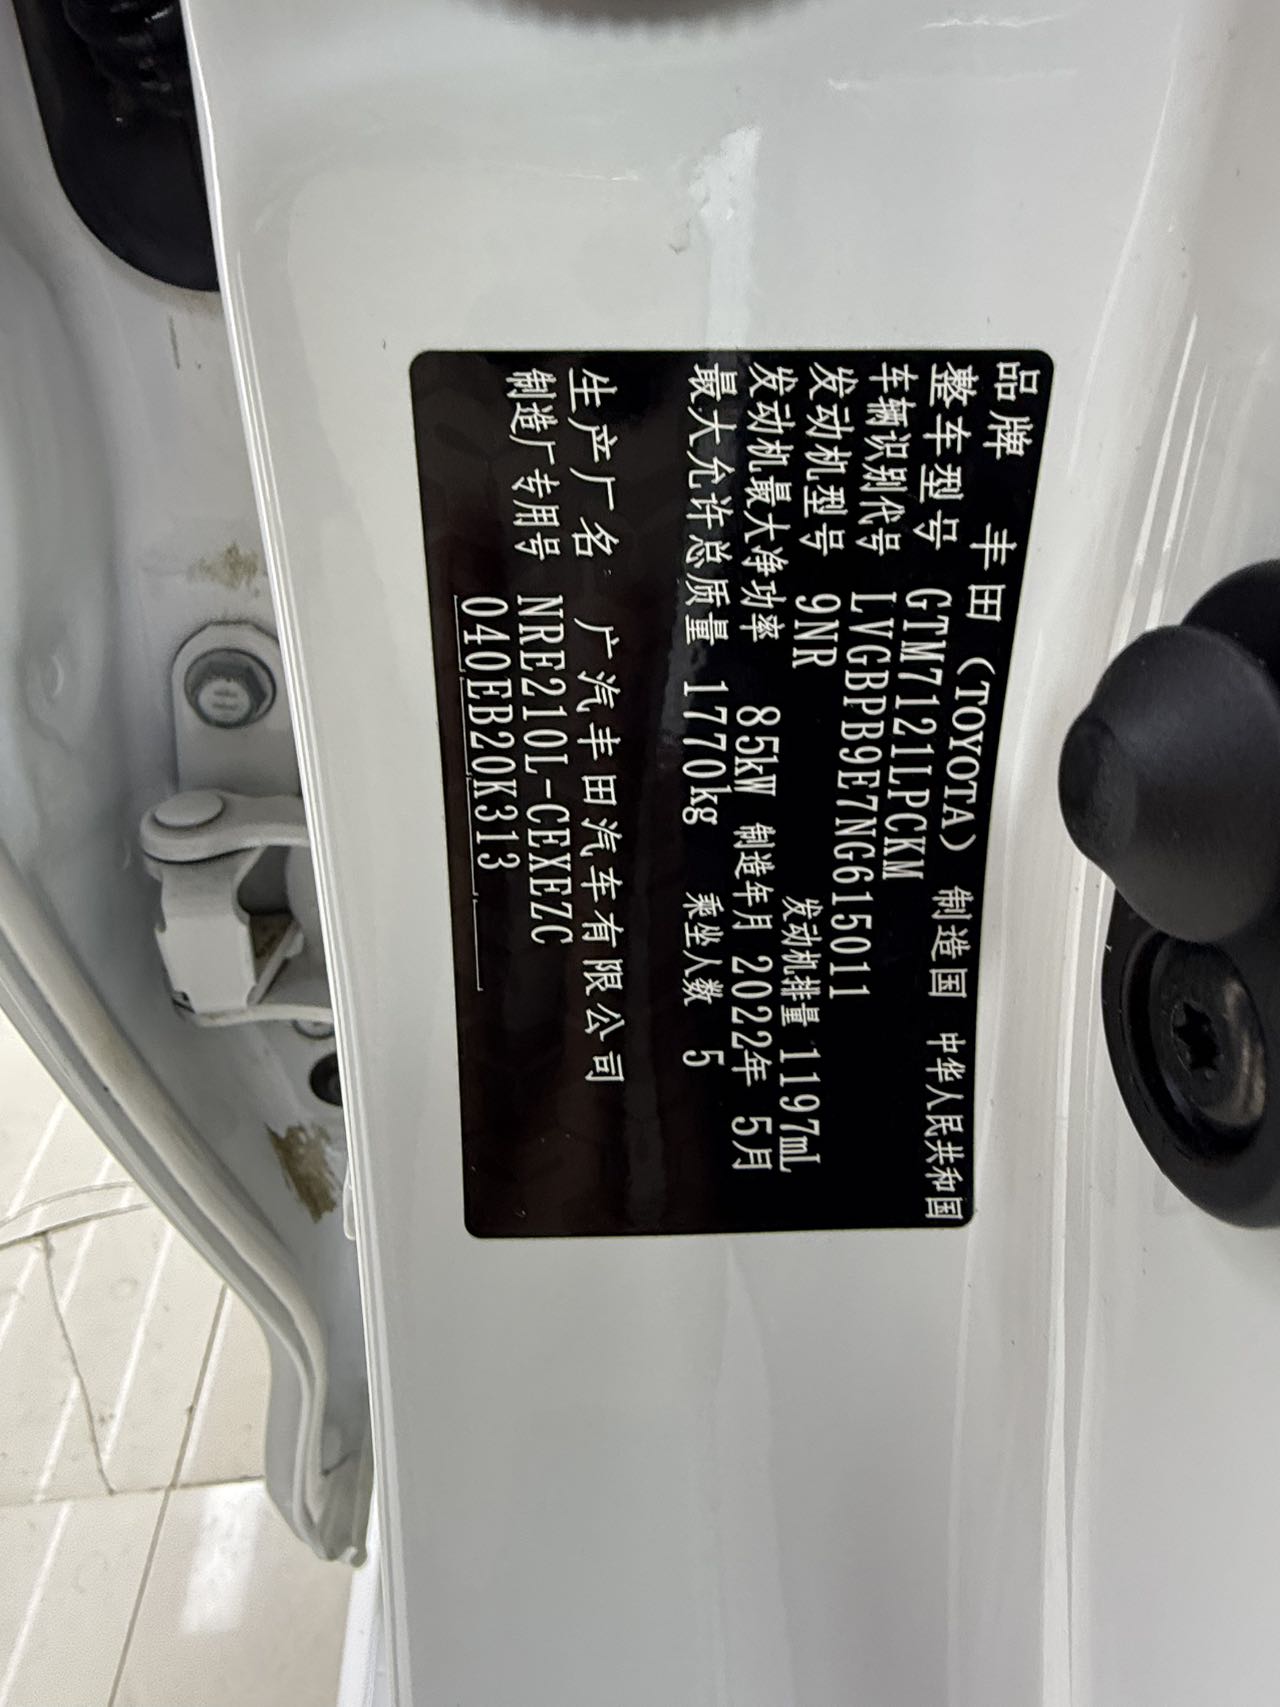 品牌 丰田 (TOYOTA) 制造国 中华人民共和国
整车型号 GTM7121LPCKM
车辆识别代号 LVGBPB9E7NG615011
发动机型号 9NR 发动机排量 1197mL
发动机最大净功率 85kW 制造年月 2022年 5月
最大允许总质量 1770kg 乘坐人数 5
生产厂名 广汽丰田汽车有限公司
制造厂专用号 NRE210L-CEXEZC
040EB20K313